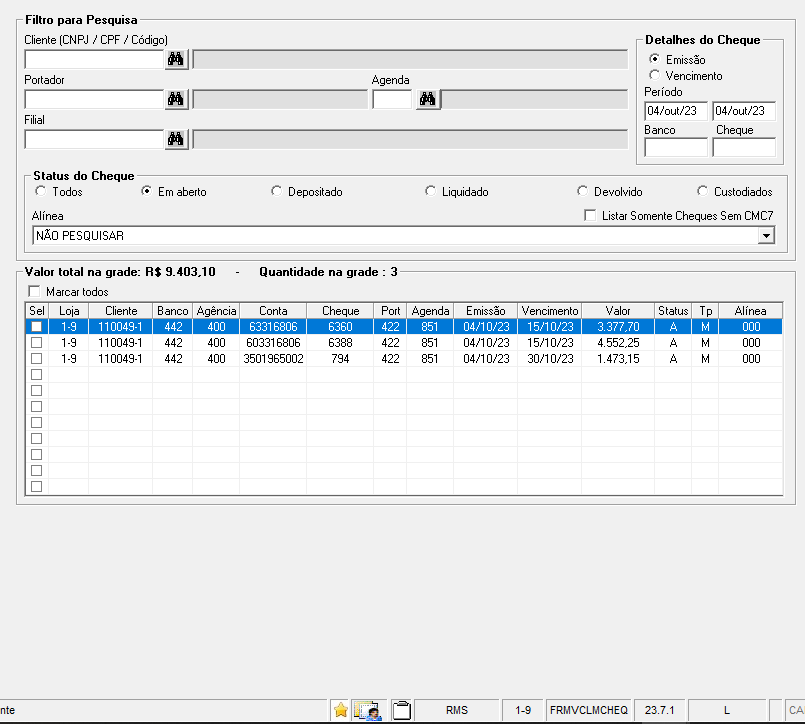 Filtro para Pesquisa
Cliente (CNPJ / CPF / Código)
Detalhes do Cheque
Emissão
Vencimento
Portador
Agenda
Período
04/out/23 04/out/23
Filial
Banco Cheque
Status do Cheque
Todos Em aberto Depositado Liquidado Devolvido Custodiados
Alínea
Listar Somente Cheques Sem CMC7
NÃO PESQUISAR
Valor total na grade: R$ 9.403,10 - Quantidade na grade : 3
Marcar todos
Sel Loja Cliente Banco Agência Conta Cheque Port Agenda Emissão Vencimento Valor Status Tp Alínea
1-9 110049-1 442 400 63316806 6360 422 851 04/10/23 15/10/23 3.377,70 A M 000
1-9 110049-1 442 400 603316806 6388 422 851 04/10/23 15/10/23 4.552,25 A M 000
1-9 110049-1 442 400 3501965002 794 422 851 04/10/23 30/10/23 1.473,15 A M 000
nte RMS 1-9 FRMVCLMCHEQ 23.7.1 L CA